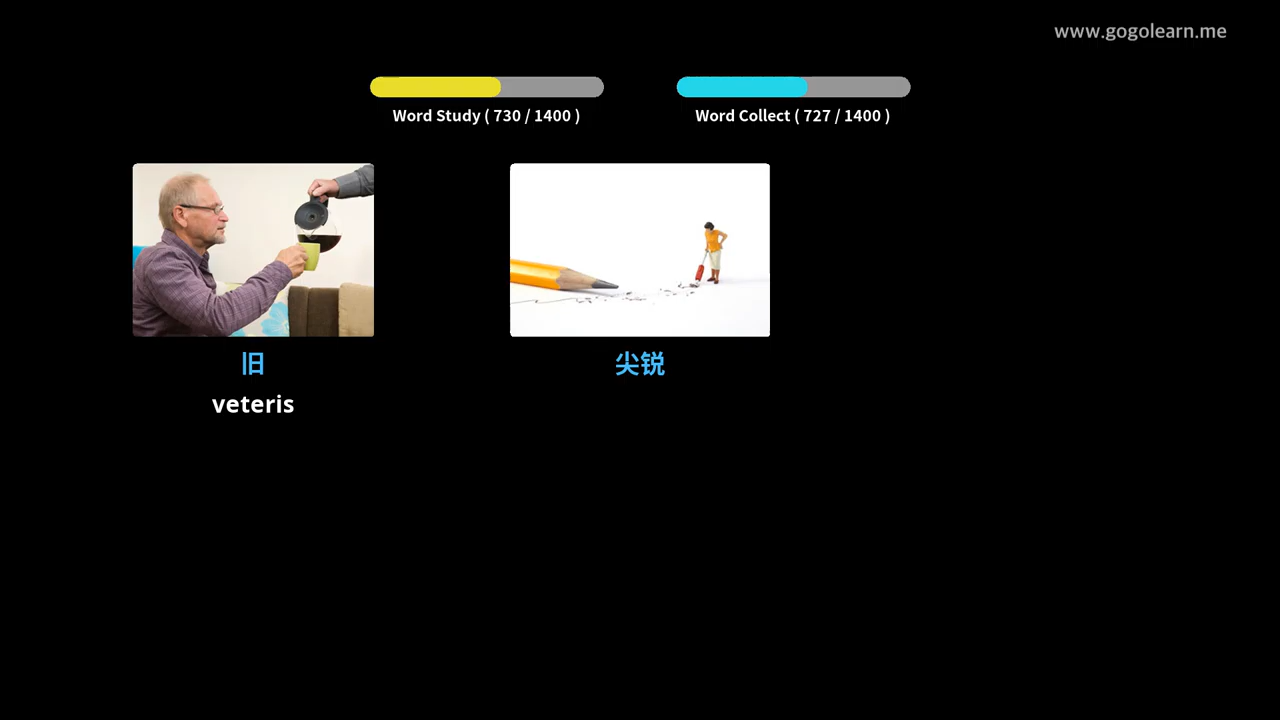 www.gogolearn.me
Word Study ( 730 / 1400 )
Word Collect ( 727 / 1400 )
旧
veteris
尖锐